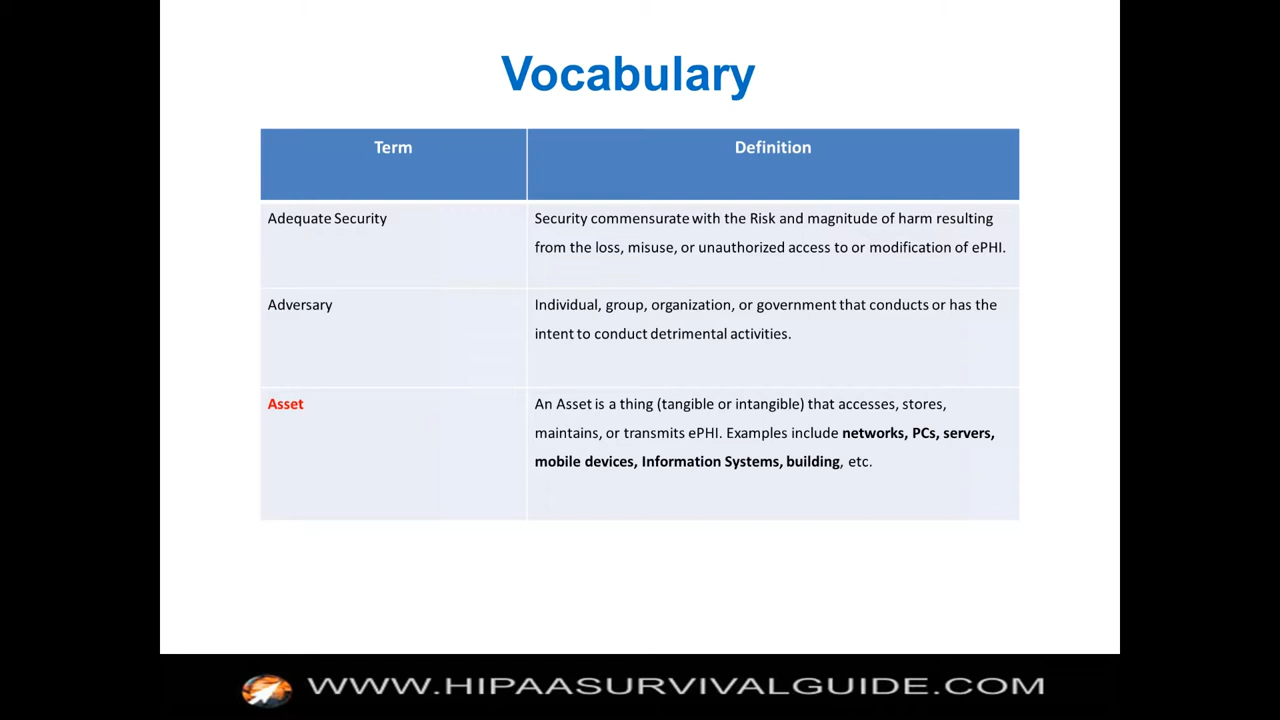 Vocabulary
Term
Definition
Adequate Security
Security commensurate with the Risk and magnitude of harm resulting
from the loss, misuse, or unauthorized access to or modification of ePHI.
Adversary
Individual, group, organization, or government that conducts or has the
intent to conduct detrimental activities.
Asset
An Asset is a thing (tangible or intangible) that accesses, stores,
maintains, or transmits ePHI. Examples include networks, PCs, servers,
mobile devices, Information Systems, building, etc.
WWW.HIPAASURVIVALGUIDE.COM